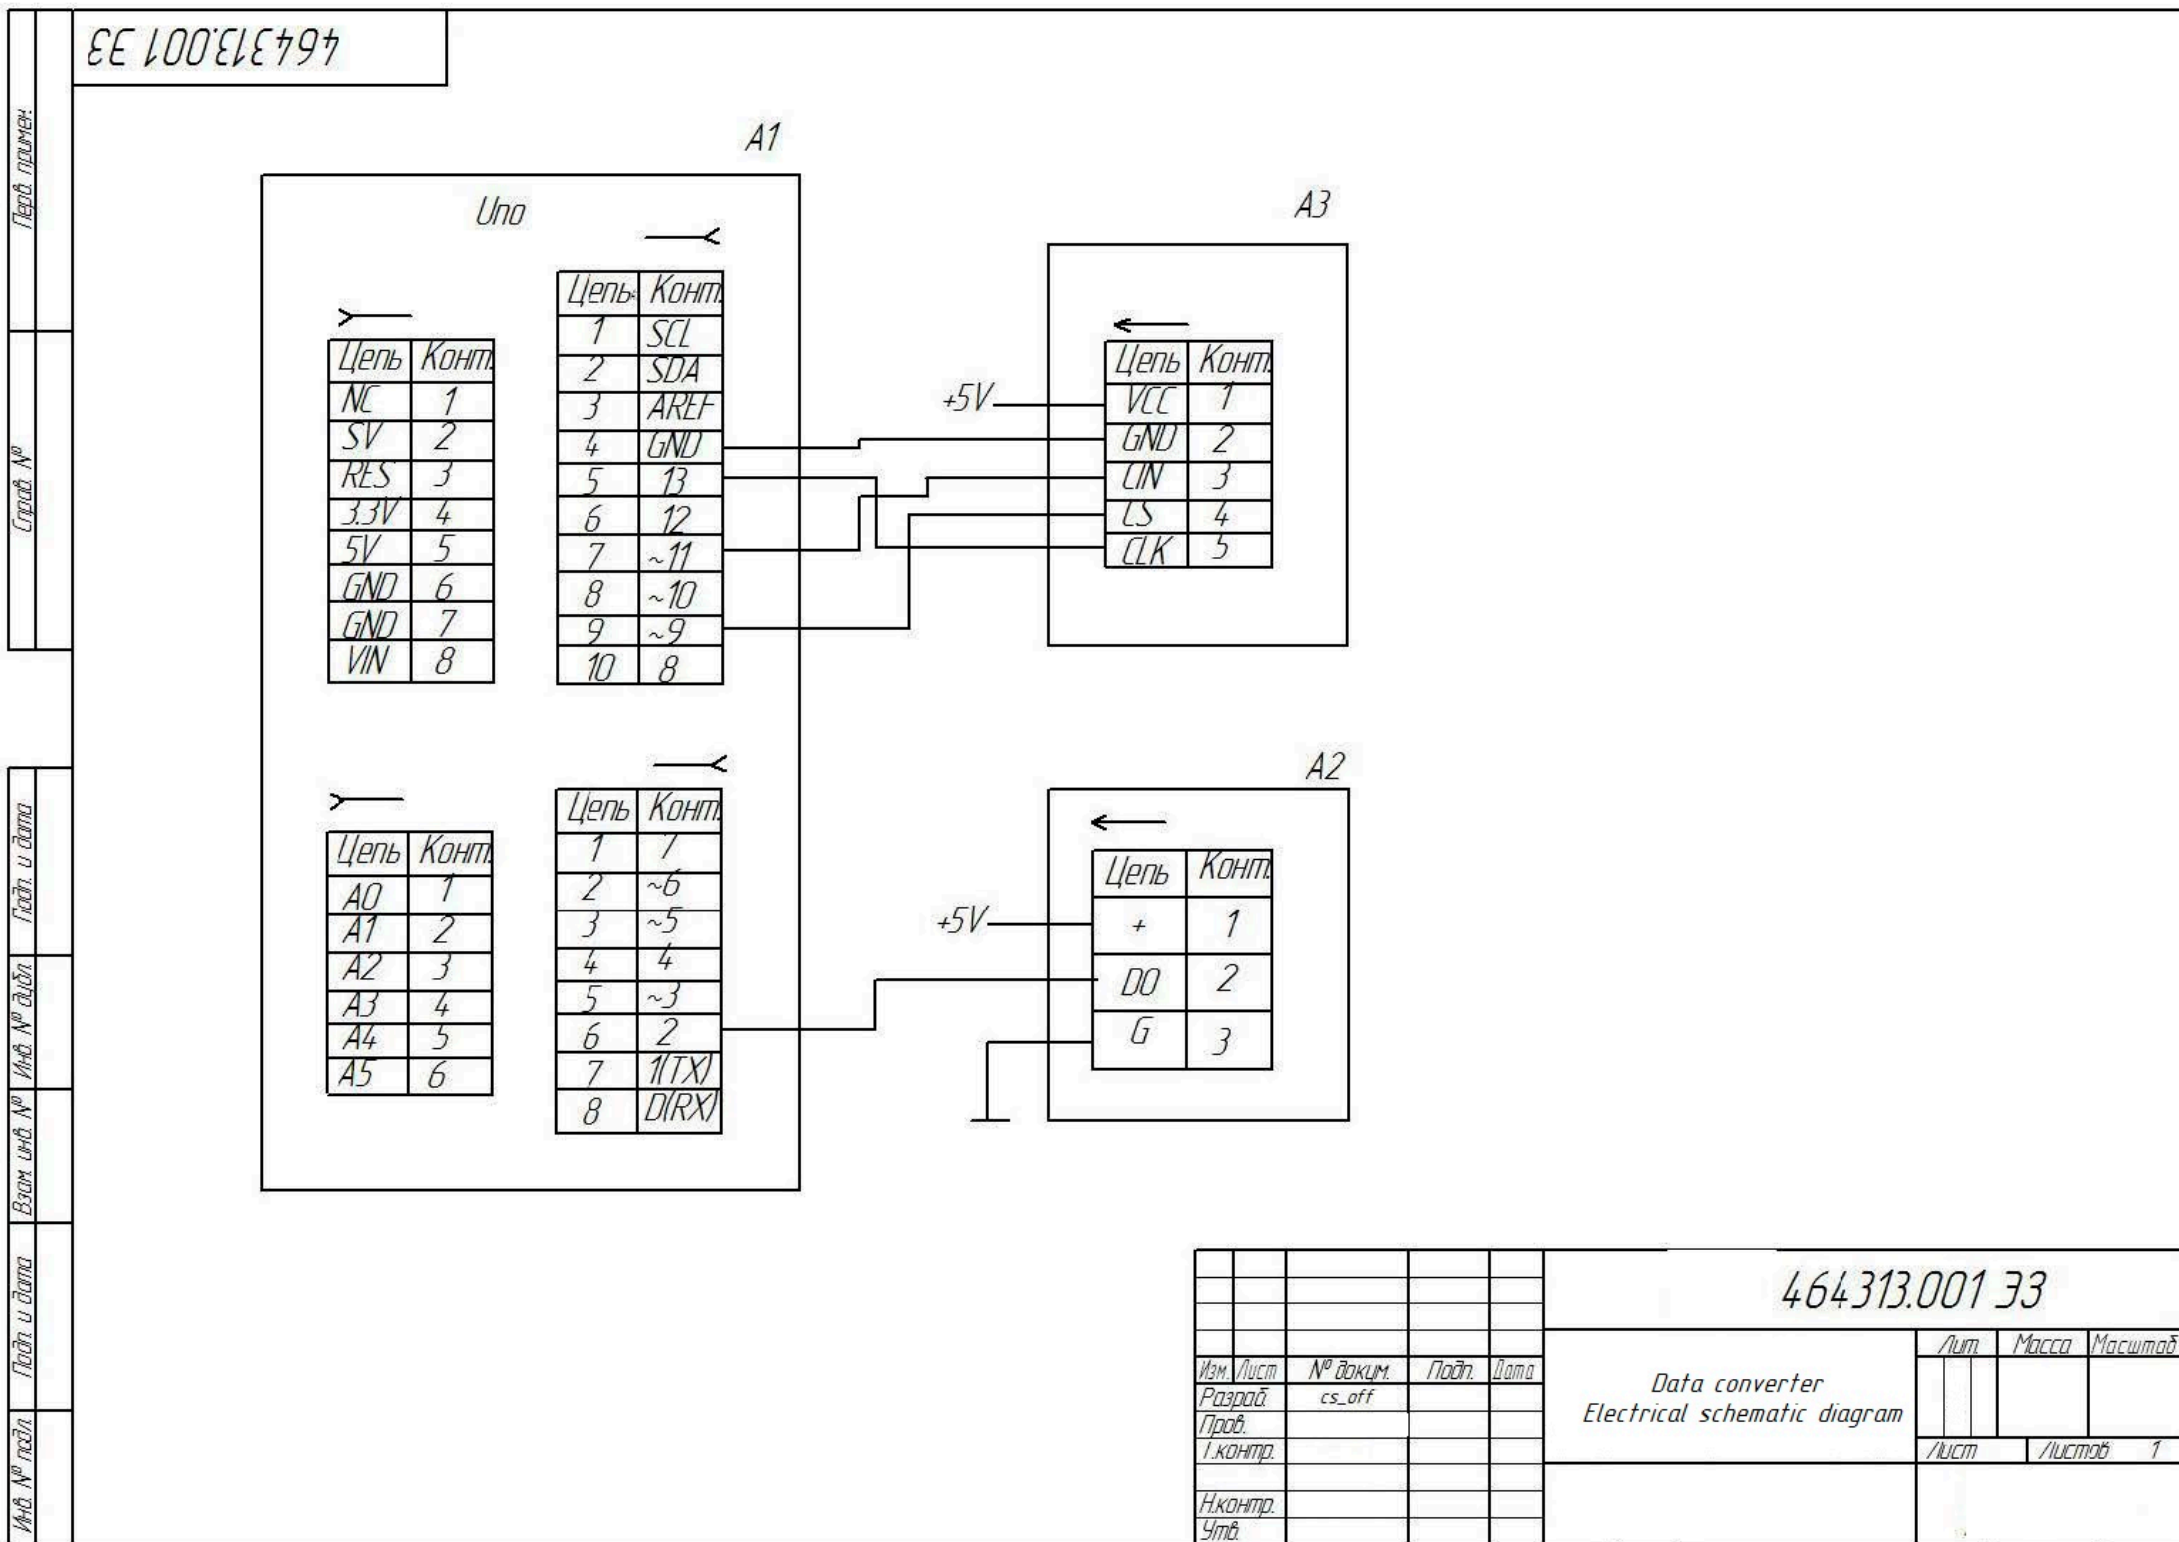 464313.001 ЭЗ
Перв. примен.
Справ. №
Подп. и дата
Инв. № дубл.
Взам. инв. №
Подп. и дата
Инв. № подл.
A1
Uno
Цепь Конт.
NC 1
SV 2
RES 3
3.3V 4
5V 5
GND 6
GND 7
VIN 8
Цепь Конт.
1 SCL
2 SDA
3 AREF
4 GND
5 13
6 12
7 ~11
8 ~10
9 ~9
10 8
Цепь Конт.
A0 1
A1 2
A2 3
A3 4
A4 5
A5 6
Цепь Конт.
1 7
2 ~6
3 ~5
4 4
5 ~3
6 2
7 1(TX)
8 D(RX)
A3
+5V
Цепь Конт.
VCC 1
GND 2
CIN 3
LS 4
CLK 5
A2
+5V
Цепь Конт.
+ 1
DO 2
G 3
464313.001 ЭЗ
Изм. Лист № докум. Подп. Дата
Разраб. cs_off
Пров.
Т.контр.
Н.контр.
Утв.
Data converter
Electrical schematic diagram
Лит. Масса Масштаб
Лист Листов 1